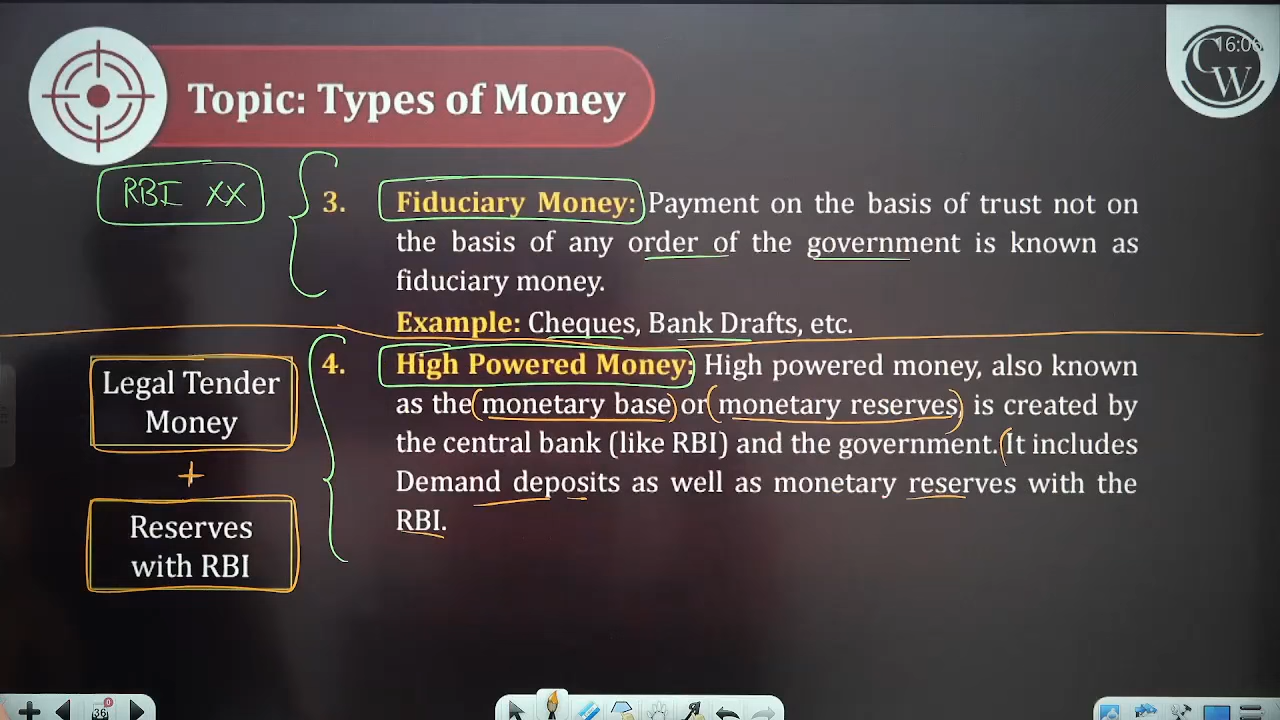 Topic: Types of Money
16:06
CW
RBI XX
3. Fiduciary Money: Payment on the basis of trust not on
the basis of any order of the government is known as
fiduciary money.
Example: Cheques, Bank Drafts, etc.
4. High Powered Money: High powered money, also known
as the (monetary base) or (monetary reserves) is created by
the central bank (like RBI) and the government. (It includes
Demand deposits as well as monetary reserves with the
RBI.
Legal Tender
Money
+
Reserves
with RBI
36
0